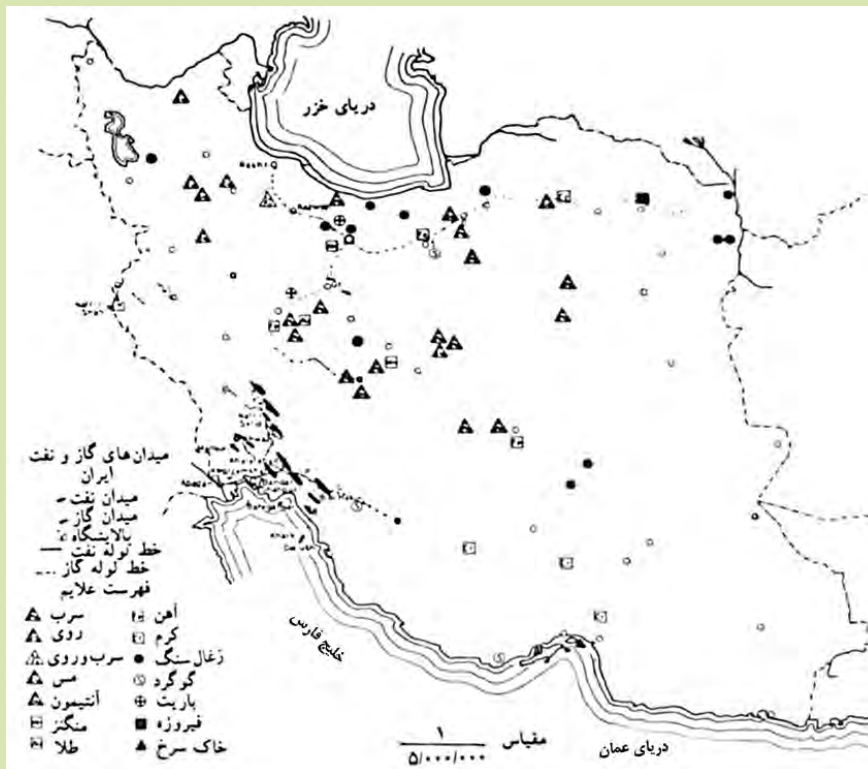 دریای خزر
Rasht
میدان‌های گاز و نفت
ایران
میدان نفت
میدان گاز
پالایشگاه
خط لوله نفت
خط لوله گاز
فهرست علایم
سرب
روی
سرب و روی
مس
آنتیمون
منگنز
طلا
آهن
کرم
زغال سنگ
گوگرد
باریت
فیروزه
خاک سرخ
خلیج فارس
مقیاس
۱
۵/۰۰۰/۰۰۰
دریای عمان